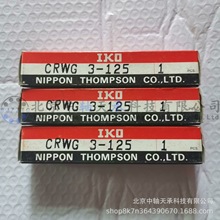 IKO
CRWG 3-125 1
PCS.
NIPPON THOMPSON CO.,LTD.
CRWG 3-125 1
NIPPON THOMPSON CO.,LTD.
CRWG 3-125 1
NIPPON THOMPSON CO.,LTD.
北京中轴天承科技有限公司
shop8k7n364390670.1688.com